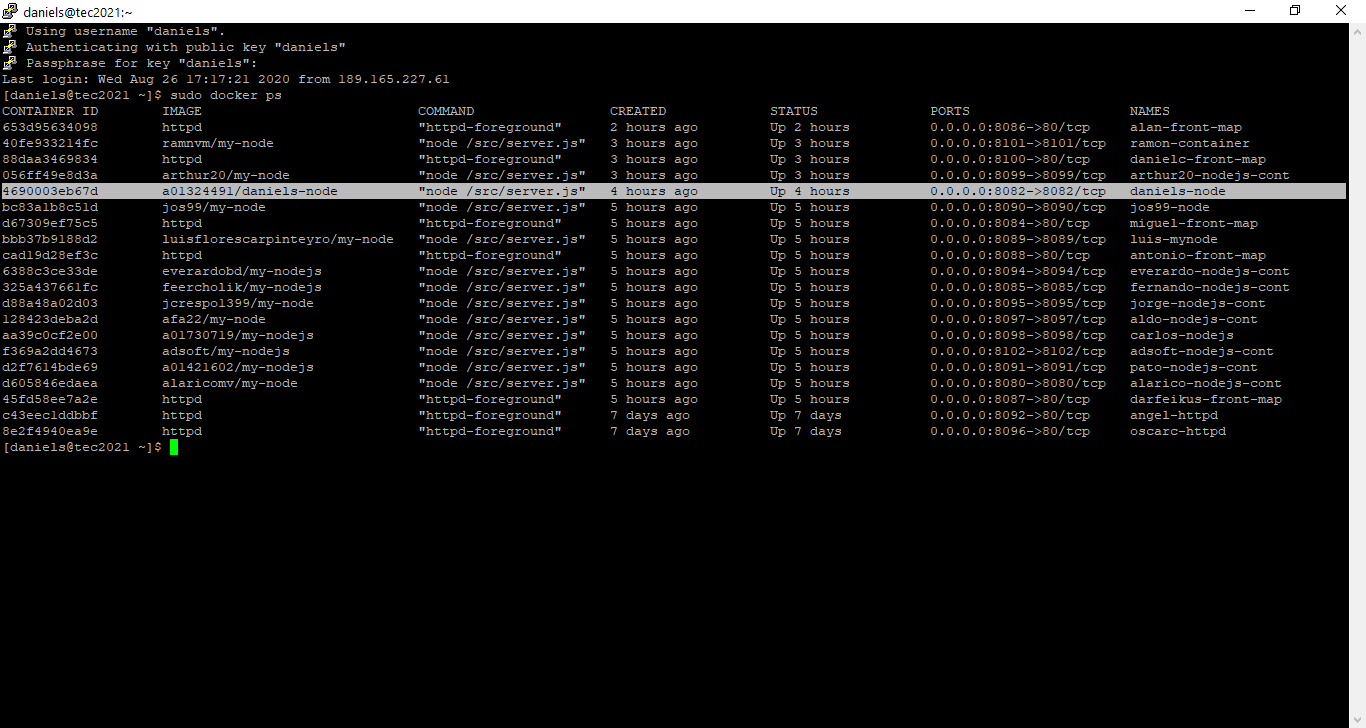 daniels@tec2021:~
Using username "daniels".
Authenticating with public key "daniels"
Passphrase for key "daniels":
Last login: Wed Aug 26 17:17:21 2020 from 189.165.227.61
[daniels@tec2021 ~]$ sudo docker ps
CONTAINER ID IMAGE COMMAND CREATED STATUS PORTS NAMES
653d95634098 httpd "httpd-foreground" 2 hours ago Up 2 hours 0.0.0.0:8086->80/tcp alan-front-map
40fe933214fc ramnvm/my-node "node /src/server.js" 3 hours ago Up 3 hours 0.0.0.0:8101->8101/tcp ramon-container
88daa3469834 httpd "httpd-foreground" 3 hours ago Up 3 hours 0.0.0.0:8100->80/tcp danielc-front-map
056ff49e8d3a arthur20/my-node "node /src/server.js" 3 hours ago Up 3 hours 0.0.0.0:8099->8099/tcp arthur20-nodejs-cont
4690003eb67d a01324491/daniels-node "node /src/server.js" 4 hours ago Up 4 hours 0.0.0.0:8082->8082/tcp daniels-node
bc83a1b8c51d jos99/my-node "node /src/server.js" 5 hours ago Up 5 hours 0.0.0.0:8090->8090/tcp jos99-node
d67309ef75c5 httpd "httpd-foreground" 5 hours ago Up 5 hours 0.0.0.0:8084->80/tcp miguel-front-map
bbb37b9188d2 luisflorescarpinteyro/my-node "node /src/server.js" 5 hours ago Up 5 hours 0.0.0.0:8089->8089/tcp luis-mynode
cad19d28ef3c httpd "httpd-foreground" 5 hours ago Up 5 hours 0.0.0.0:8088->80/tcp antonio-front-map
6388c3ce33de everardobd/my-nodejs "node /src/server.js" 5 hours ago Up 5 hours 0.0.0.0:8094->8094/tcp everardo-nodejs-cont
325a437661fc feercholik/my-nodejs "node /src/server.js" 5 hours ago Up 5 hours 0.0.0.0:8085->8085/tcp fernando-nodejs-cont
d88a48a02d03 jcrespo1399/my-node "node /src/server.js" 5 hours ago Up 5 hours 0.0.0.0:8095->8095/tcp jorge-nodejs-cont
128423deba2d afa22/my-node "node /src/server.js" 5 hours ago Up 5 hours 0.0.0.0:8097->8097/tcp aldo-nodejs-cont
aa39c0cf2e00 a01730719/my-nodejs "node /src/server.js" 5 hours ago Up 5 hours 0.0.0.0:8098->8098/tcp carlos-nodejs
f369a2dd4673 adsoft/my-nodejs "node /src/server.js" 5 hours ago Up 5 hours 0.0.0.0:8102->8102/tcp adsoft-nodejs-cont
d2f7614bde69 a01421602/my-nodejs "node /src/server.js" 5 hours ago Up 5 hours 0.0.0.0:8091->8091/tcp pato-nodejs-cont
d605846edaea alaricomv/my-node "node /src/server.js" 5 hours ago Up 5 hours 0.0.0.0:8080->8080/tcp alarico-nodejs-cont
45fd58ee7a2e httpd "httpd-foreground" 5 hours ago Up 5 hours 0.0.0.0:8087->80/tcp darfeikus-front-map
c43eec1ddbbf httpd "httpd-foreground" 7 days ago Up 7 days 0.0.0.0:8092->80/tcp angel-httpd
8e2f4940ea9e httpd "httpd-foreground" 7 days ago Up 7 days 0.0.0.0:8096->80/tcp oscarc-httpd
[daniels@tec2021 ~]$